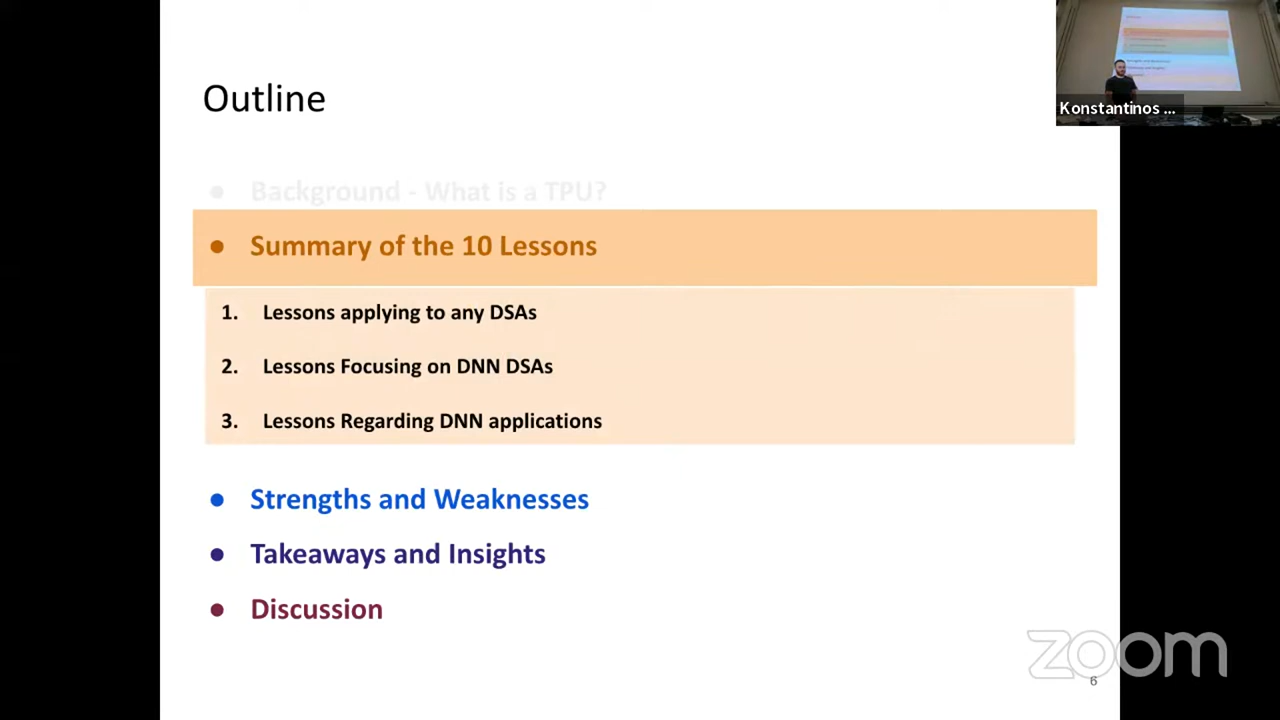 Outline
Konstantinos ...
● Background - What is a TPU?
● Summary of the 10 Lessons
1. Lessons applying to any DSAs
2. Lessons Focusing on DNN DSAs
3. Lessons Regarding DNN applications
● Strengths and Weaknesses
● Takeaways and Insights
● Discussion
zoom
6